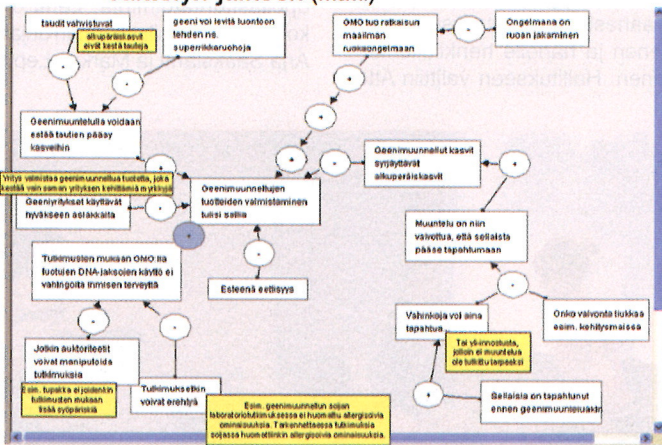 taudit vahvistuvat
alkuperäiskasvit
eivät kestä tauteja
geeni voi levitä luontoon
tehden ns.
superrikkaruohoja
GMO tuo ratkaisun
maailman
ruokaongelmaan
Ongelmana on
ruoan jakaminen
Geenimuuntelulla voidaan
estää tautien pääsy
kasveihin
Yritys valmistaa geenimuunneltua tuotetta, joka
kestää vain saman yrityksen kehittämiä myrkkyjä
Geeniyritykset käyttävät
hyväkseen asiakkaita
Geenimuunneltujen
tuotteiden valmistaminen
tulisi sallia
Geenimuunnellut kasvit
syrjäyttävät
alkuperäiskasvit
Muuntelu on niin
valvottua, että sellaista
pääse tapahtumaan
Tutkimusten mukaan GMO:lla
tuotujen DNA-jaksojen käyttö ei
vahingoita ihmisen terveyttä
Esteenä eettisyys
Vahinkoja voi aina
tapahtua
Onko valvonta tiukkaa
esim. kehitysmaissa
Tai yli-innostusta,
jolloin ei muuntelua
ole tutkittu tarpeeksi
Jotkin auktoriteetit
voivat manipuloida
tutkimuksia
Esim. tupakka ei joidenkin
tutkimusten mukaan
lisää syöpäriskiä
Tutkimuksetkin
voivat erehtyä
Esim. geenimuunnellun soijan
laboratoriotutkimuksessa ei huomattu allergisoivia
ominaisuuksia. Tarkennettaessa tutkimuksia
soijassa huomattiinkin allergisoivia ominaisuuksia.
Sellaisia on tapahtunut
ennen geenimuunteluakin